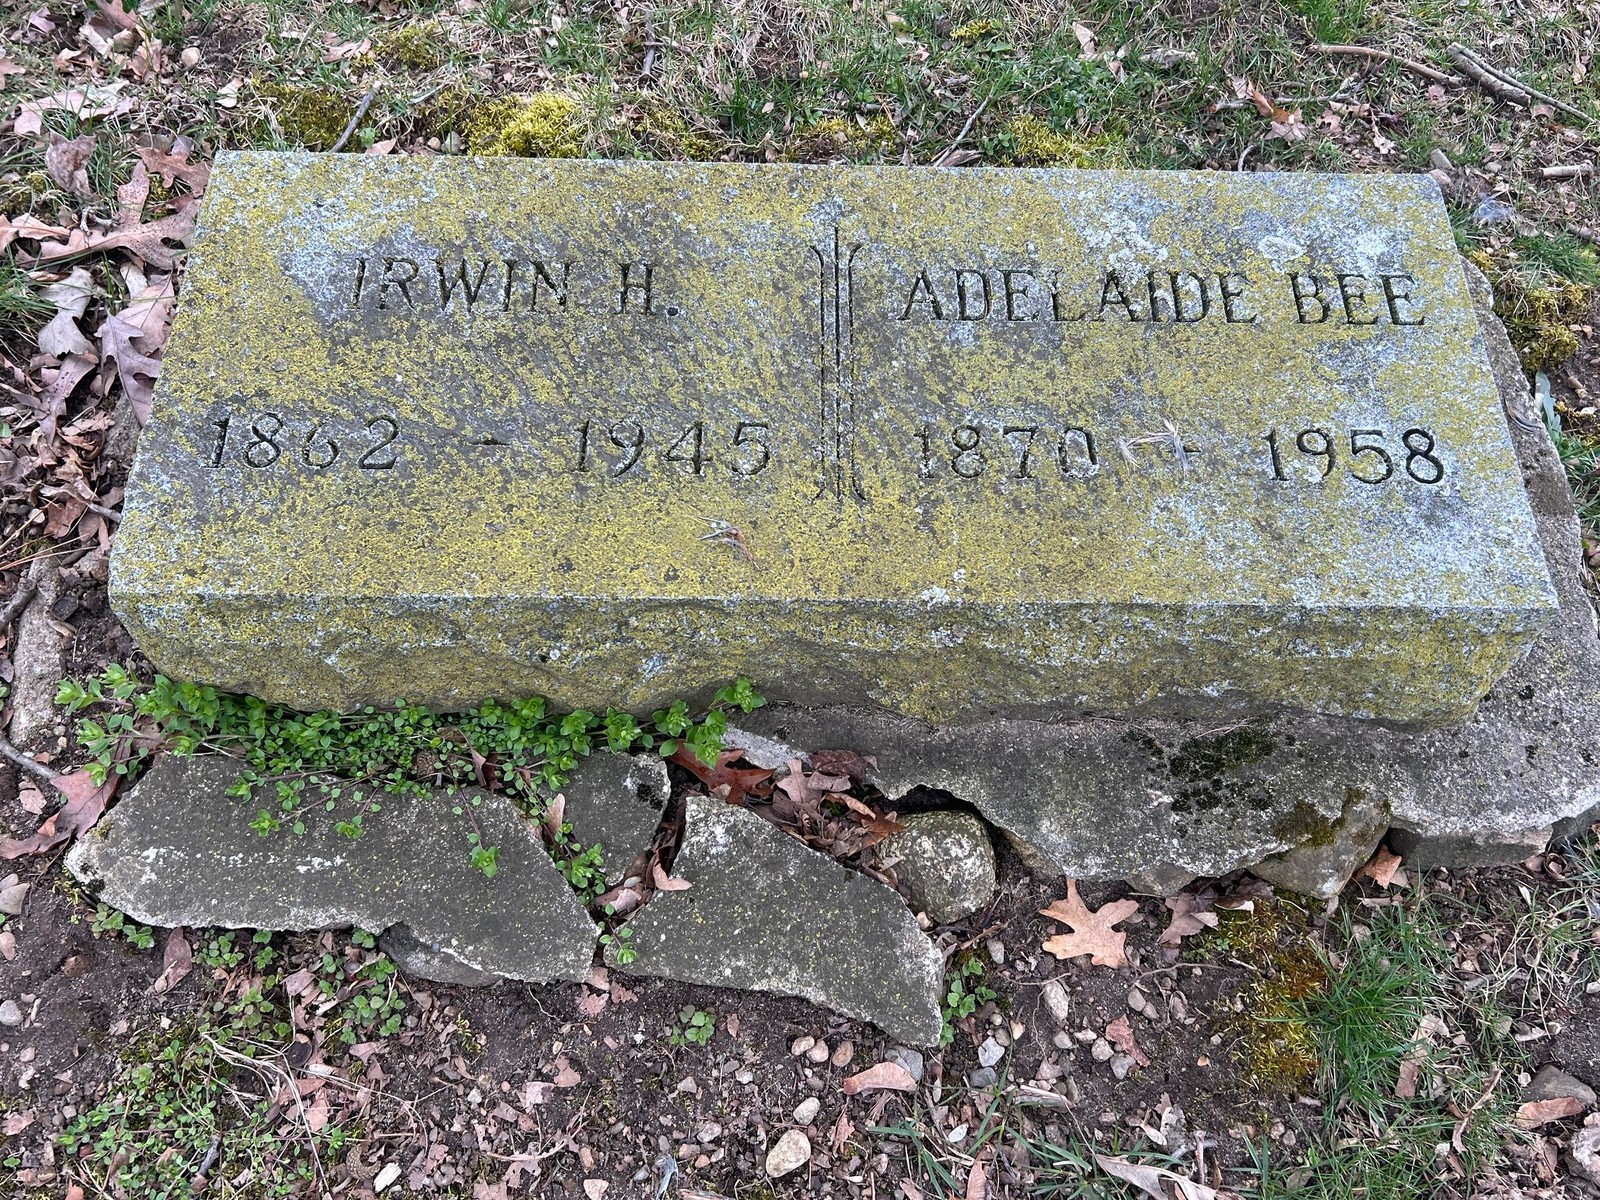 IRWIN H.
1862 - 1945
ADELAIDE BEE
1870 - 1958